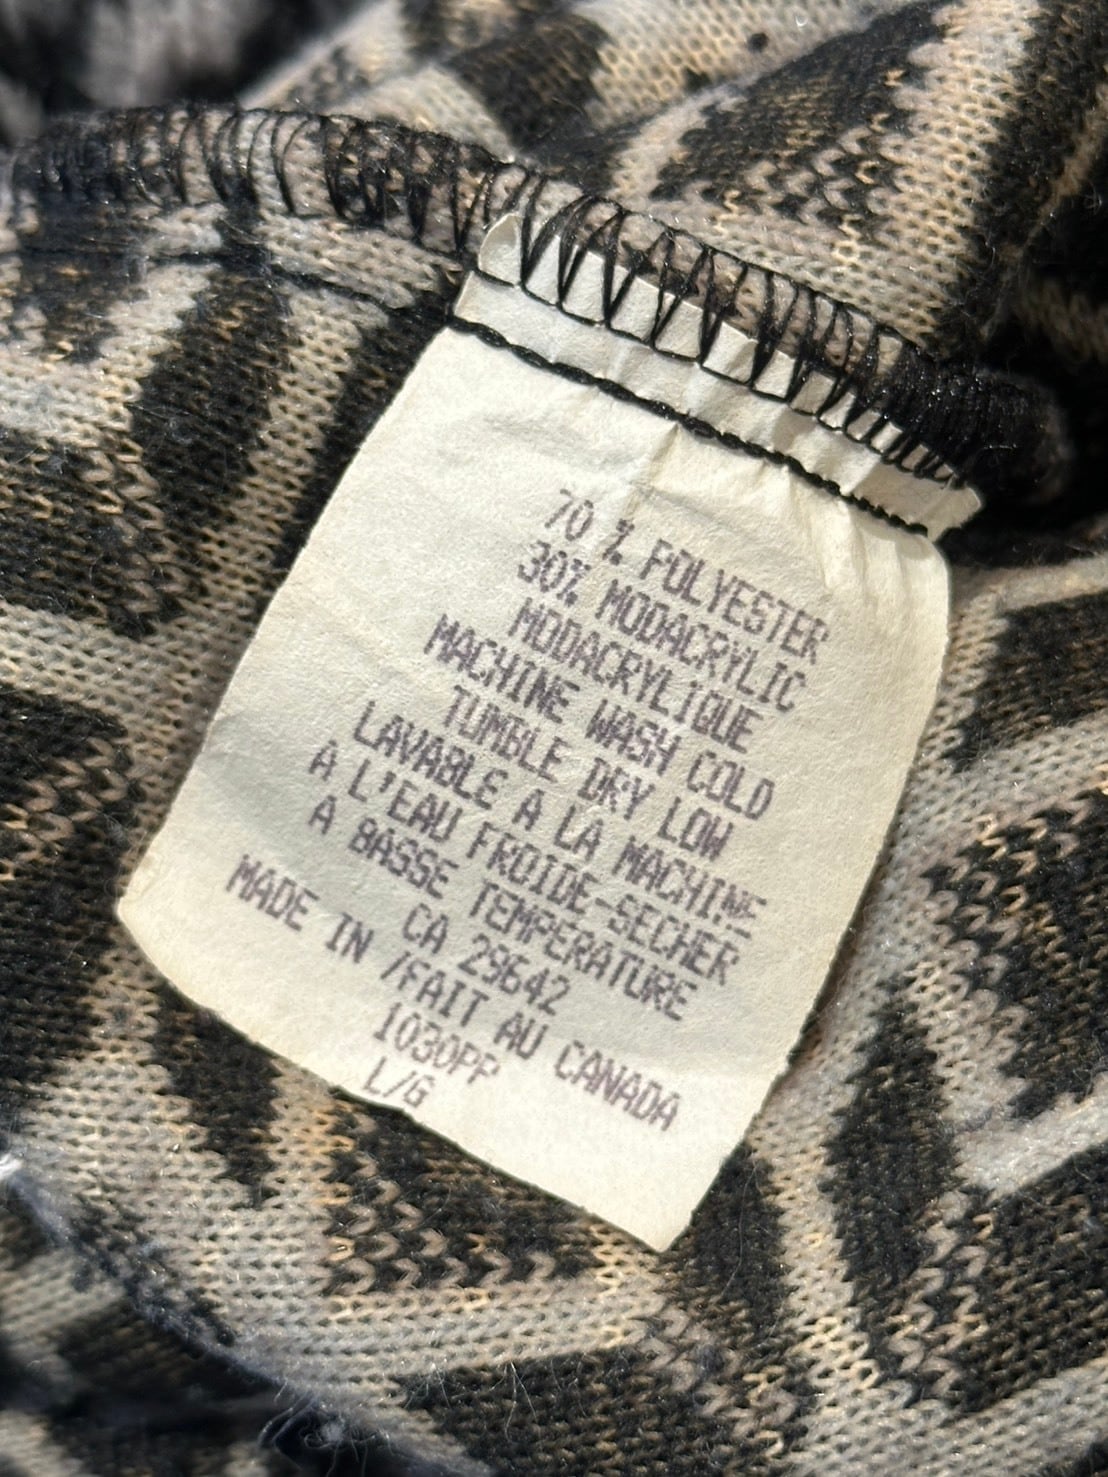 70 % POLYESTER
30% MODACRYLIC
MODACRYLIQUE
MACHINE WASH COLD
TUMBLE DRY LOW
LAVABLE A LA MACHINE
A L'EAU FROIDE-SECHER
A BASSE TEMPERATURE
CA 29642
MADE IN /FAIT AU CANADA
1030PP
L/G